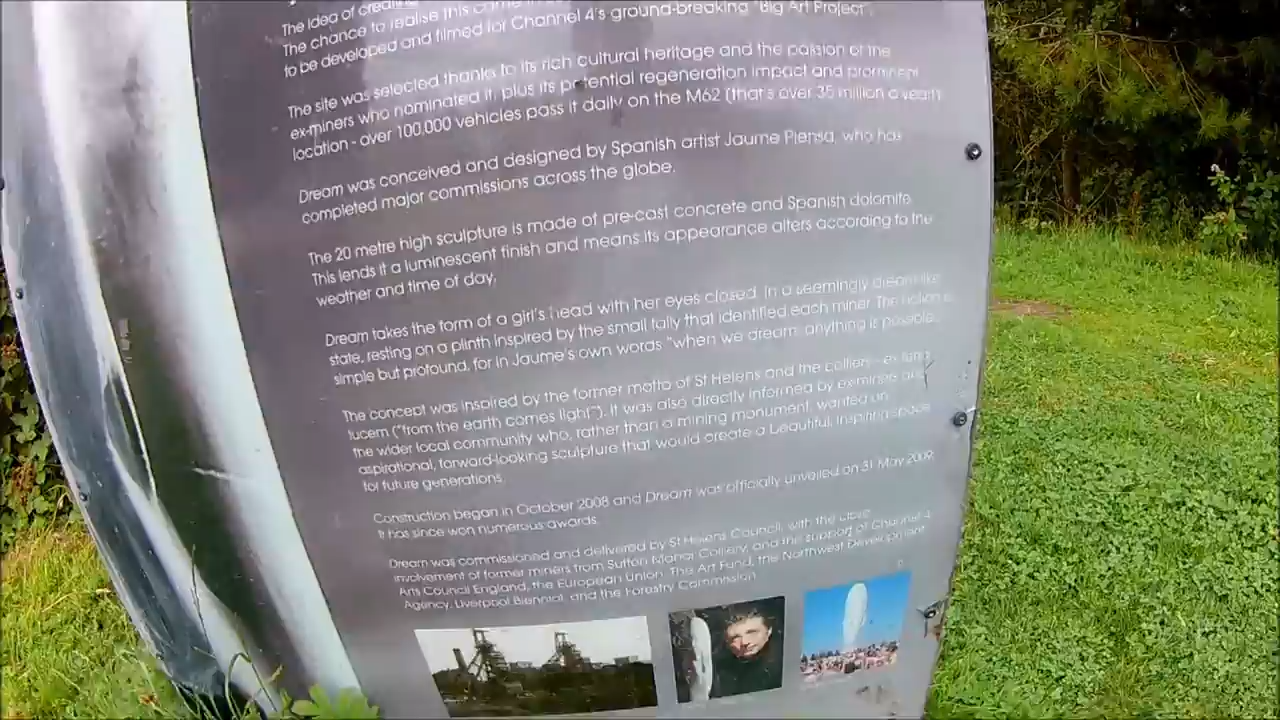 The idea of creating
The chance to realise this came in
to be developed and filmed for Channel 4's ground-breaking "Big Art Project".
The site was selected thanks to its rich cultural heritage and the passion of the
ex-miners who nominated it, plus its potential regeneration impact and prominent
location - over 100,000 vehicles pass it daily on the M62 (that's over 35 million a year!)
Dream was conceived and designed by Spanish artist Jaume Plensa, who has
completed major commissions across the globe.
The 20 metre high sculpture is made of pre-cast concrete and Spanish dolomite.
This lends it a luminescent finish and means its appearance alters according to the
weather and time of day.
Dream takes the form of a girl's head with her eyes closed, in a seemingly dream-like
state, resting on a plinth inspired by the small tally that identified each miner. The notion is
simple but profound, for in Jaume's own words "when we dream, anything is possible".
The concept was inspired by the former motto of St Helens and the colliery - ex terra
lucem ("from the earth comes light"). It was also directly informed by ex-miners and
the wider local community who, rather than a mining monument, wanted an
aspirational, forward-looking sculpture that would create a beautiful, inspiring space
for future generations.
Construction began in October 2008 and Dream was officially unveiled on 31 May 2009.
It has since won numerous awards.
Dream was commissioned and delivered by St Helens Council, with the close
involvement of former miners from Sutton Manor Colliery, and the support of Channel 4,
Arts Council England, the European Union, The Art Fund, the Northwest Development
Agency, Liverpool Biennial, and the Forestry Commission.